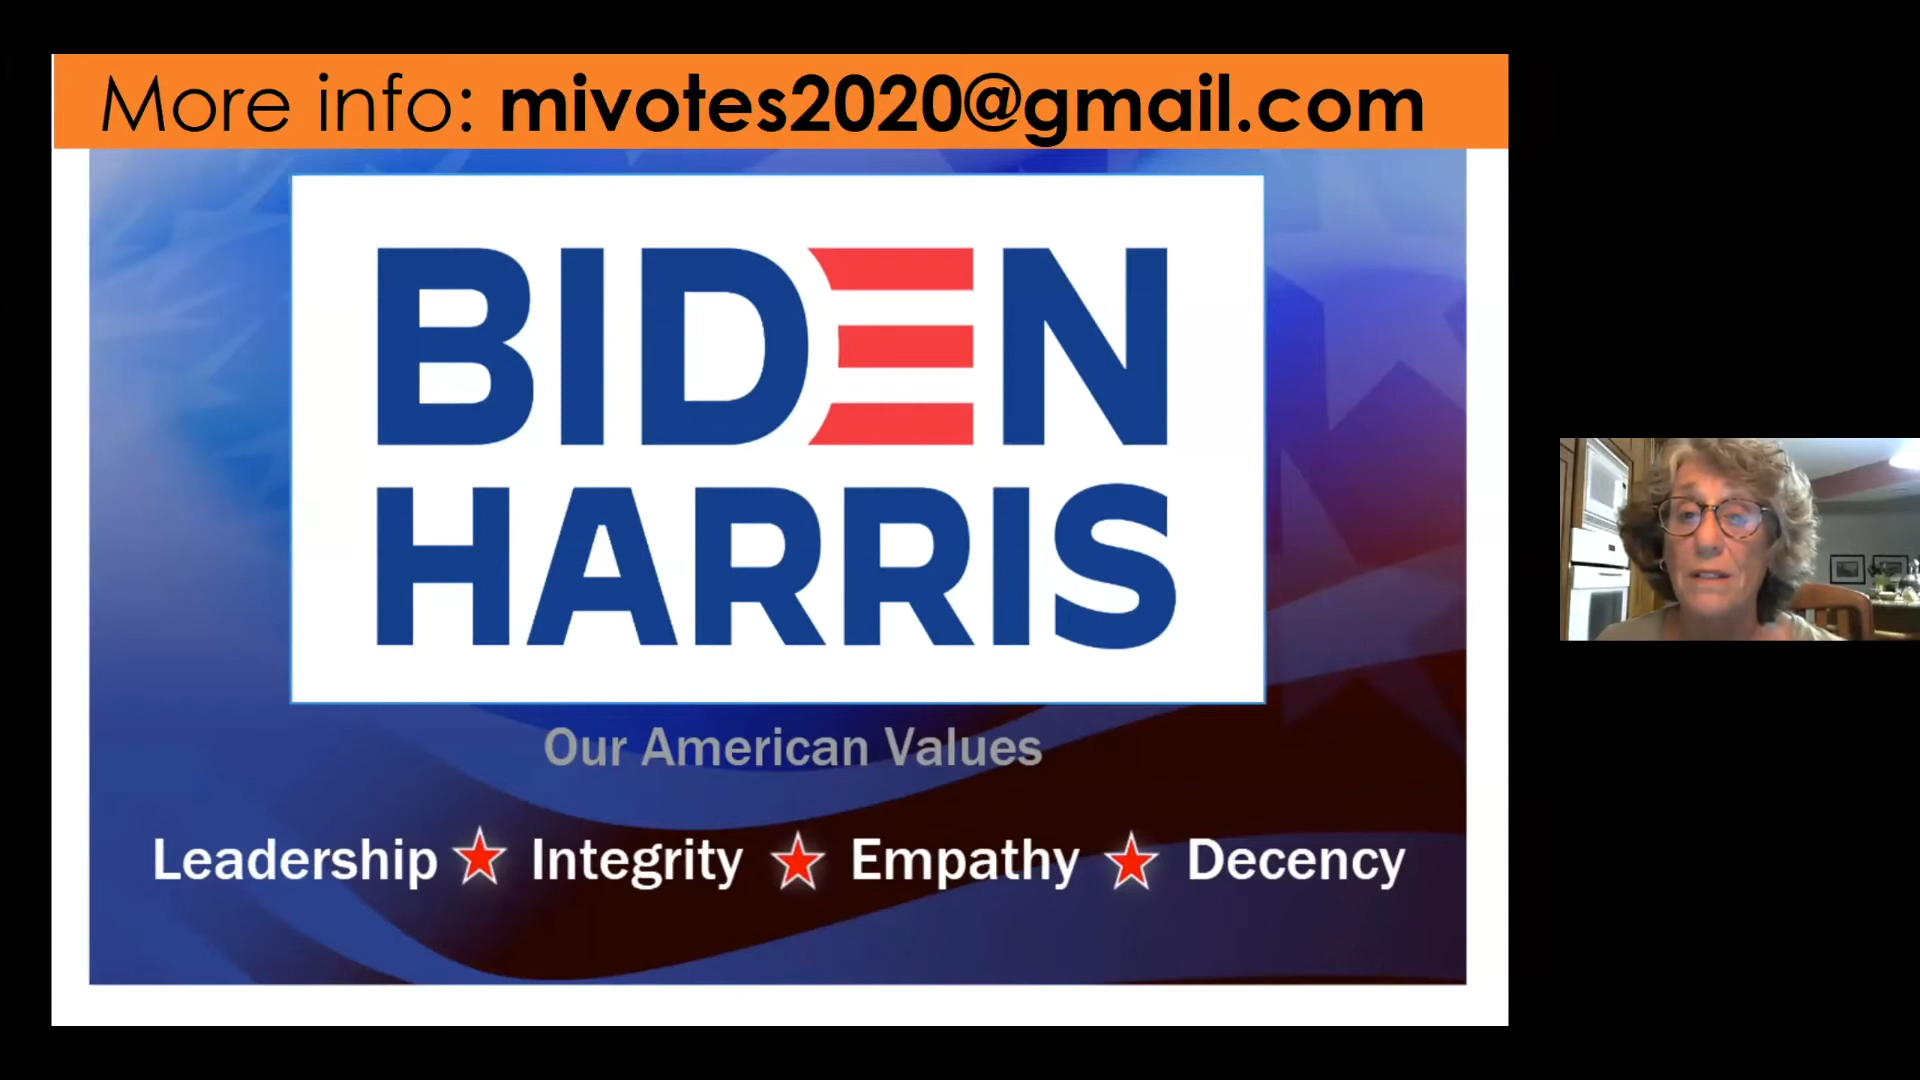 More info: mivotes2020@gmail.com
BIDEN
HARRIS
Our American Values
Leadership ★ Integrity ★ Empathy ★ Decency